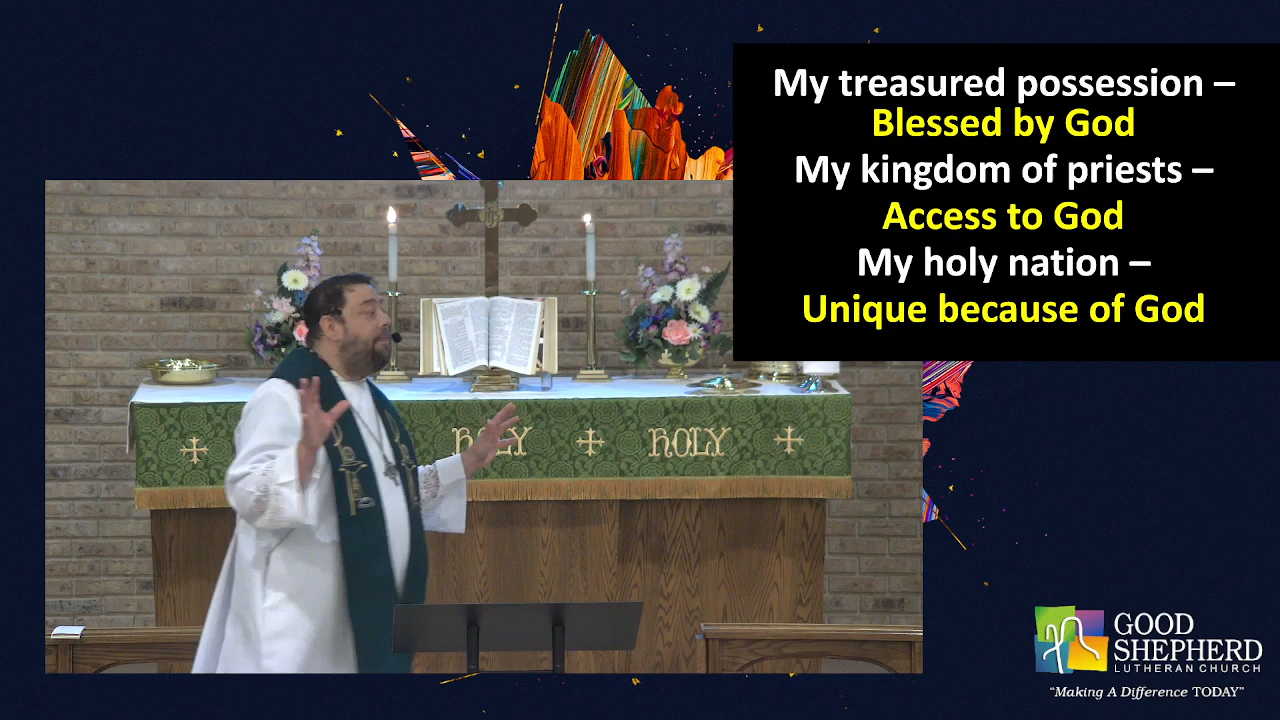 My treasured possession –
Blessed by God
My kingdom of priests –
Access to God
My holy nation –
Unique because of God
HOLY HOLY
GOOD
SHEPHERD
LUTHERAN CHURCH
“Making A Difference TODAY”